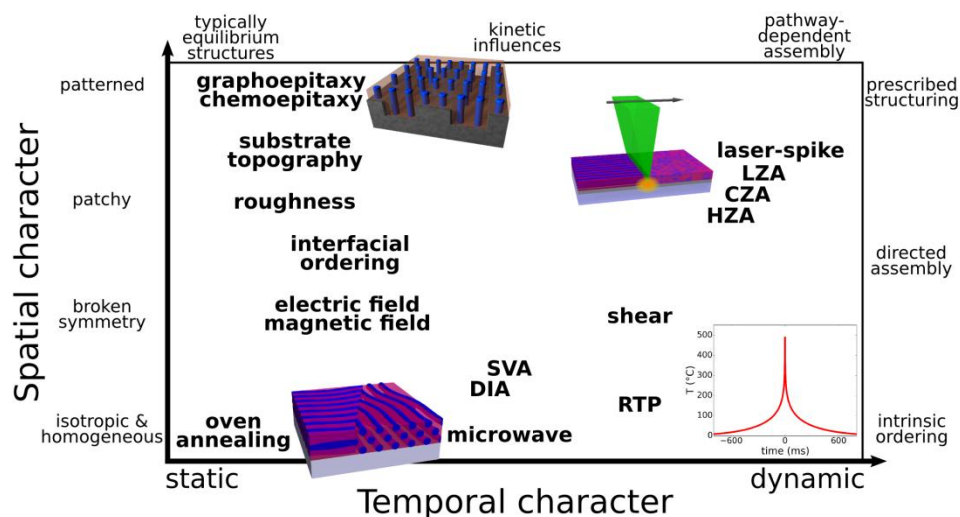 typically
equilibrium
structures
kinetic
influences
pathway-
dependent
assembly
Spatial character
patterned
patchy
broken
symmetry
isotropic &
homogeneous
graphoepitaxy
chemoepitaxy
substrate
topography
roughness
interfacial
ordering
electric field
magnetic field
SVA
DIA
oven
annealing
microwave
laser-spike
LZA
CZA
HZA
shear
RTP
500
400
300
200
100
0
T (°C)
−600
0
600
time (ms)
prescribed
structuring
directed
assembly
intrinsic
ordering
static
Temporal character
dynamic